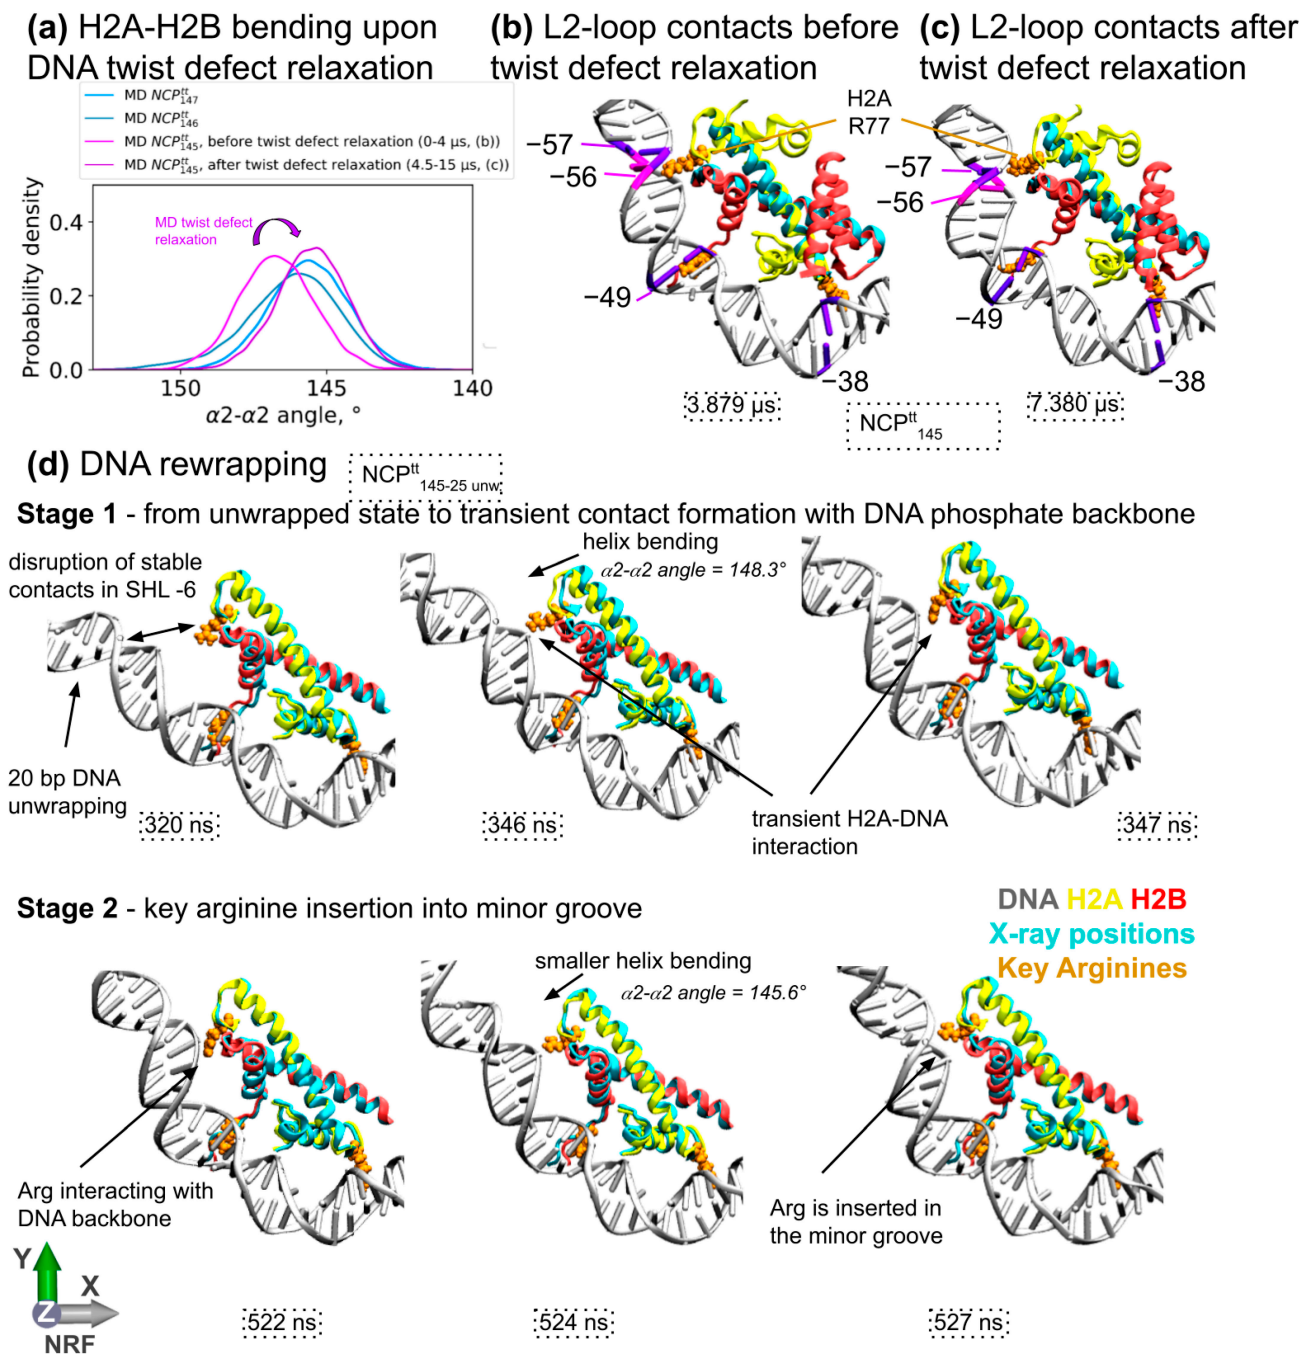 (a) H2A-H2B bending upon
DNA twist defect relaxation
MD NCP^tt_147
MD NCP^tt_146
MD NCP^tt_145, before twist defect relaxation (0-4 μs, (b))
MD NCP^tt_145, after twist defect relaxation (4.5-15 μs, (c))
MD twist defect
relaxation
Probability density
0.4
0.2
0.0
150
145
140
α2-α2 angle, °
(b) L2-loop contacts before
twist defect relaxation
−57
−56
−49
−38
H2A
R77
3.879 μs
(c) L2-loop contacts after
twist defect relaxation
−57
−56
−49
−38
7.380 μs
NCP^tt_145
(d) DNA rewrapping
NCP^tt_145-25 unw
Stage 1 - from unwrapped state to transient contact formation with DNA phosphate backbone
disruption of stable
contacts in SHL -6
20 bp DNA
unwrapping
320 ns
helix bending
α2-α2 angle = 148.3°
346 ns
transient H2A-DNA
interaction
347 ns
Stage 2 - key arginine insertion into minor groove
DNA H2A H2B
X-ray positions
Key Arginines
Arg interacting with
DNA backbone
522 ns
smaller helix bending
α2-α2 angle = 145.6°
524 ns
Arg is inserted in
the minor groove
527 ns
Y
X
Z
NRF